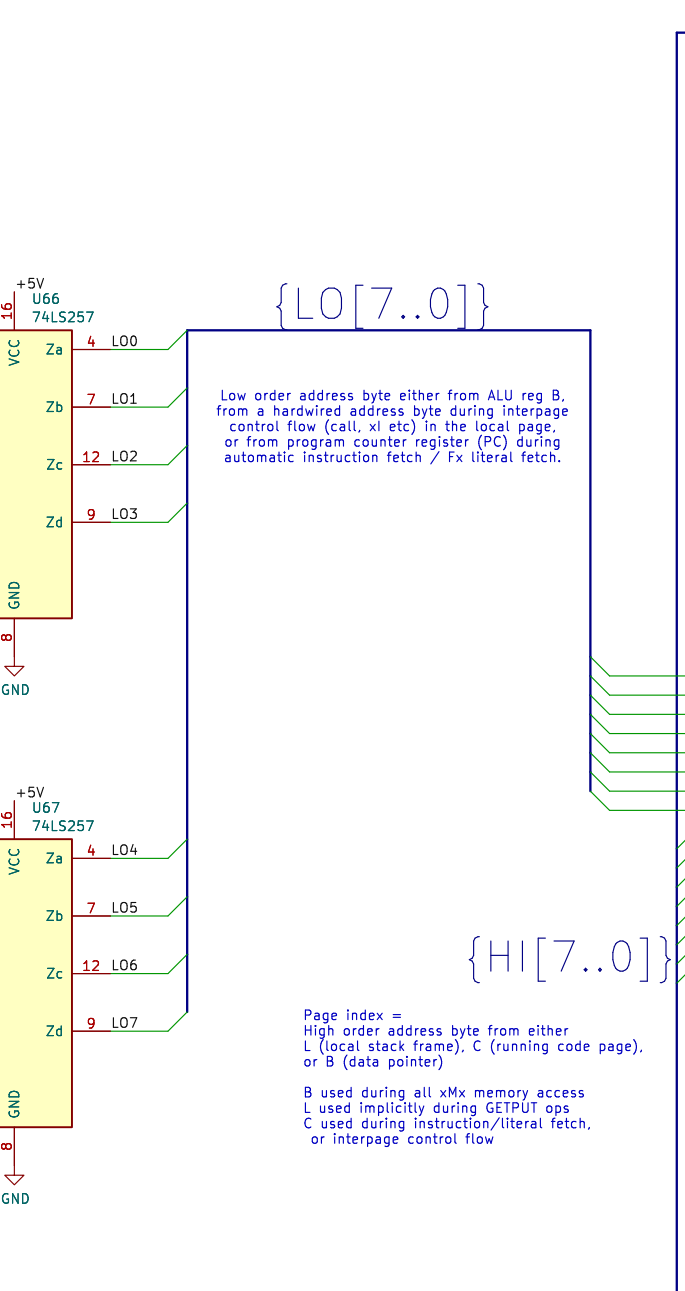 +5V
U66
74LS257
16
VCC
Za
4
LO0
Zb
7
LO1
Zc
12
LO2
Zd
9
LO3
GND
8
GND
{LO[7..0]}
Low order address byte either from ALU reg B,
from a hardwired address byte during interpage
control flow (call, xI etc) in the local page,
or from program counter register (PC) during
automatic instruction fetch / Fx literal fetch.
+5V
U67
74LS257
16
VCC
Za
4
LO4
Zb
7
LO5
Zc
12
LO6
Zd
9
LO7
GND
8
GND
{HI[7..0]}
Page index =
High order address byte from either
L (local stack frame), C (running code page),
or B (data pointer)
B used during all xMx memory access
L used implicitly during GETPUT ops
C used during instruction/literal fetch,
or interpage control flow